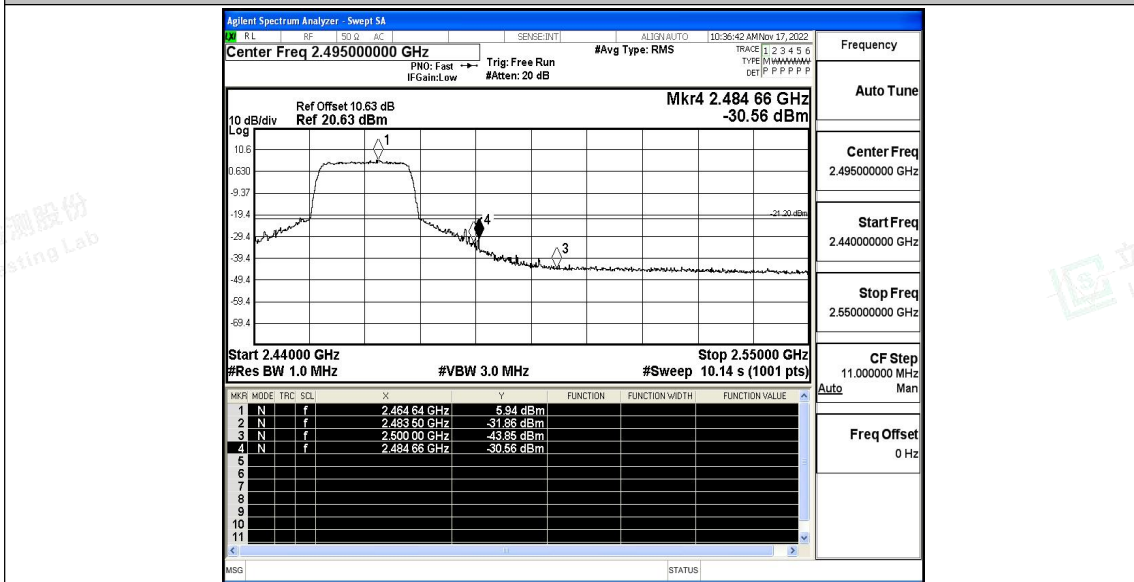 Agilent Spectrum Analyzer - Swept SA
LXI RL RF 50 Ω AC SENSE:INT ALIGN AUTO 10:36:42 AM Nov 17, 2022
Center Freq 2.495000000 GHz
PNO: Fast
IFGain:Low
Trig: Free Run
#Atten: 20 dB
#Avg Type: RMS
TRACE 1 2 3 4 5 6
TYPE MWWWWW
DET P P P P P P
Ref Offset 10.63 dB
10 dB/div Ref 20.63 dBm
Log
Mkr4 2.484 66 GHz
-30.56 dBm
10.6
0.630
-9.37
-19.4
-29.4
-39.4
-49.4
-59.4
-69.4
1
4
3
-21.20 dBm
Start 2.44000 GHz Stop 2.55000 GHz
#Res BW 1.0 MHz #VBW 3.0 MHz #Sweep 10.14 s (1001 pts)
MKR MODE TRC SCL X Y FUNCTION FUNCTION WIDTH FUNCTION VALUE
1 N f 2.464 64 GHz 5.94 dBm
2 N f 2.483 50 GHz -31.86 dBm
3 N f 2.500 00 GHz -43.85 dBm
4 N f 2.484 66 GHz -30.56 dBm
5
6
7
8
9
10
11
MSG STATUS
Frequency
Auto Tune
Center Freq
2.495000000 GHz
Start Freq
2.440000000 GHz
Stop Freq
2.550000000 GHz
CF Step
11.000000 MHz
Auto Man
Freq Offset
0 Hz
测股份
sting Lab
立